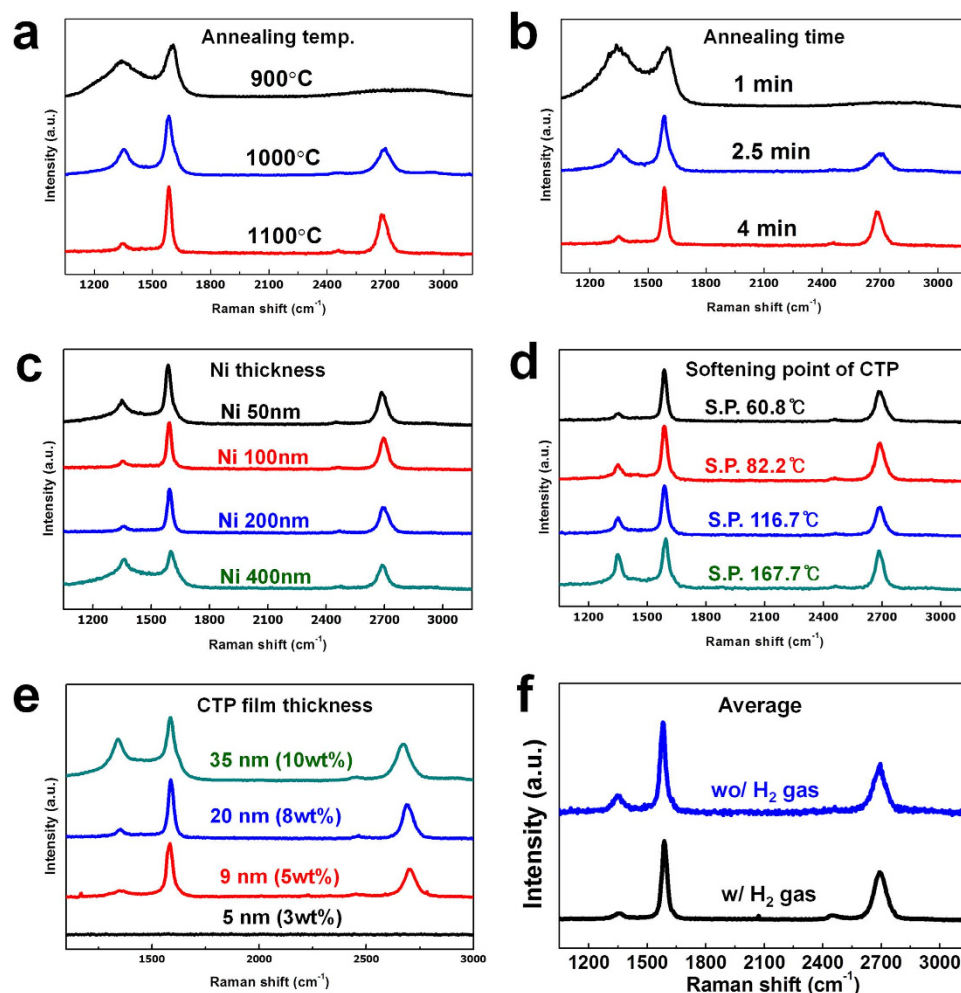 a
Annealing temp.
900°C
1000°C
1100°C
Intensity (a.u.)
1200 1500 1800 2100 2400 2700 3000
Raman shift (cm-1)
b
Annealing time
1 min
2.5 min
4 min
Intensity (a.u.)
1200 1500 1800 2100 2400 2700 3000
Raman shift (cm-1)
c
Ni thickness
Ni 50nm
Ni 100nm
Ni 200nm
Ni 400nm
Intensity (a.u.)
1200 1500 1800 2100 2400 2700 3000
Raman shift (cm-1)
d
Softening point of CTP
S.P. 60.8℃
S.P. 82.2℃
S.P. 116.7℃
S.P. 167.7℃
Intensity (a.u.)
1200 1500 1800 2100 2400 2700 3000
Raman shift (cm-1)
e
CTP film thickness
35 nm (10wt%)
20 nm (8wt%)
9 nm (5wt%)
5 nm (3wt%)
Intensity (a.u.)
1500 2000 2500 3000
Raman shift (cm-1)
f
Average
wo/ H2 gas
w/ H2 gas
Intensity (a.u.)
1200 1500 1800 2100 2400 2700 3000
Raman shift (cm-1)